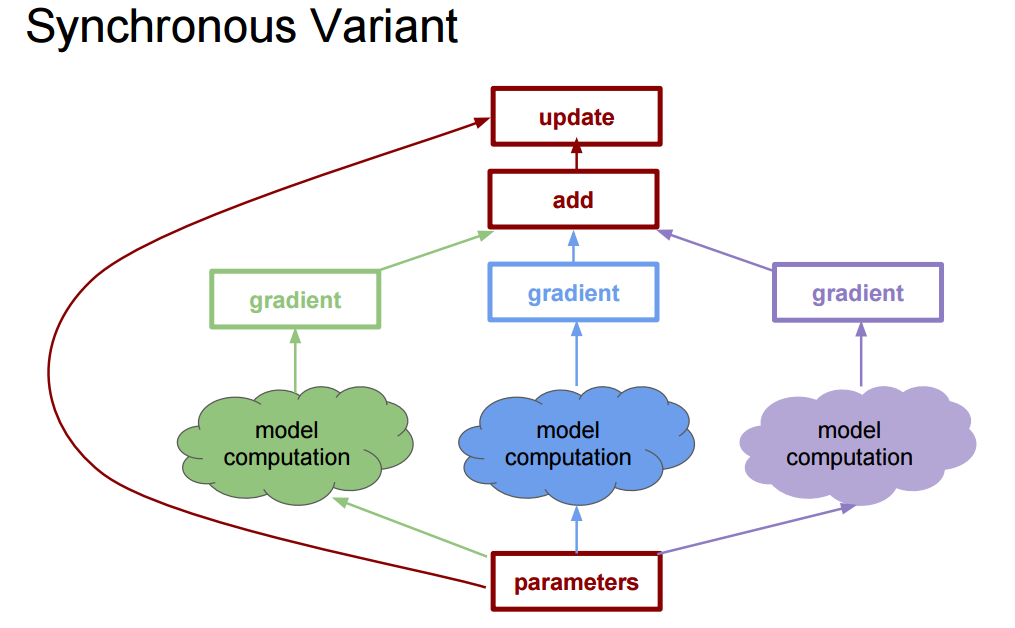 Synchronous Variant
update
add
gradient
gradient
gradient
model
computation
model
computation
model
computation
parameters